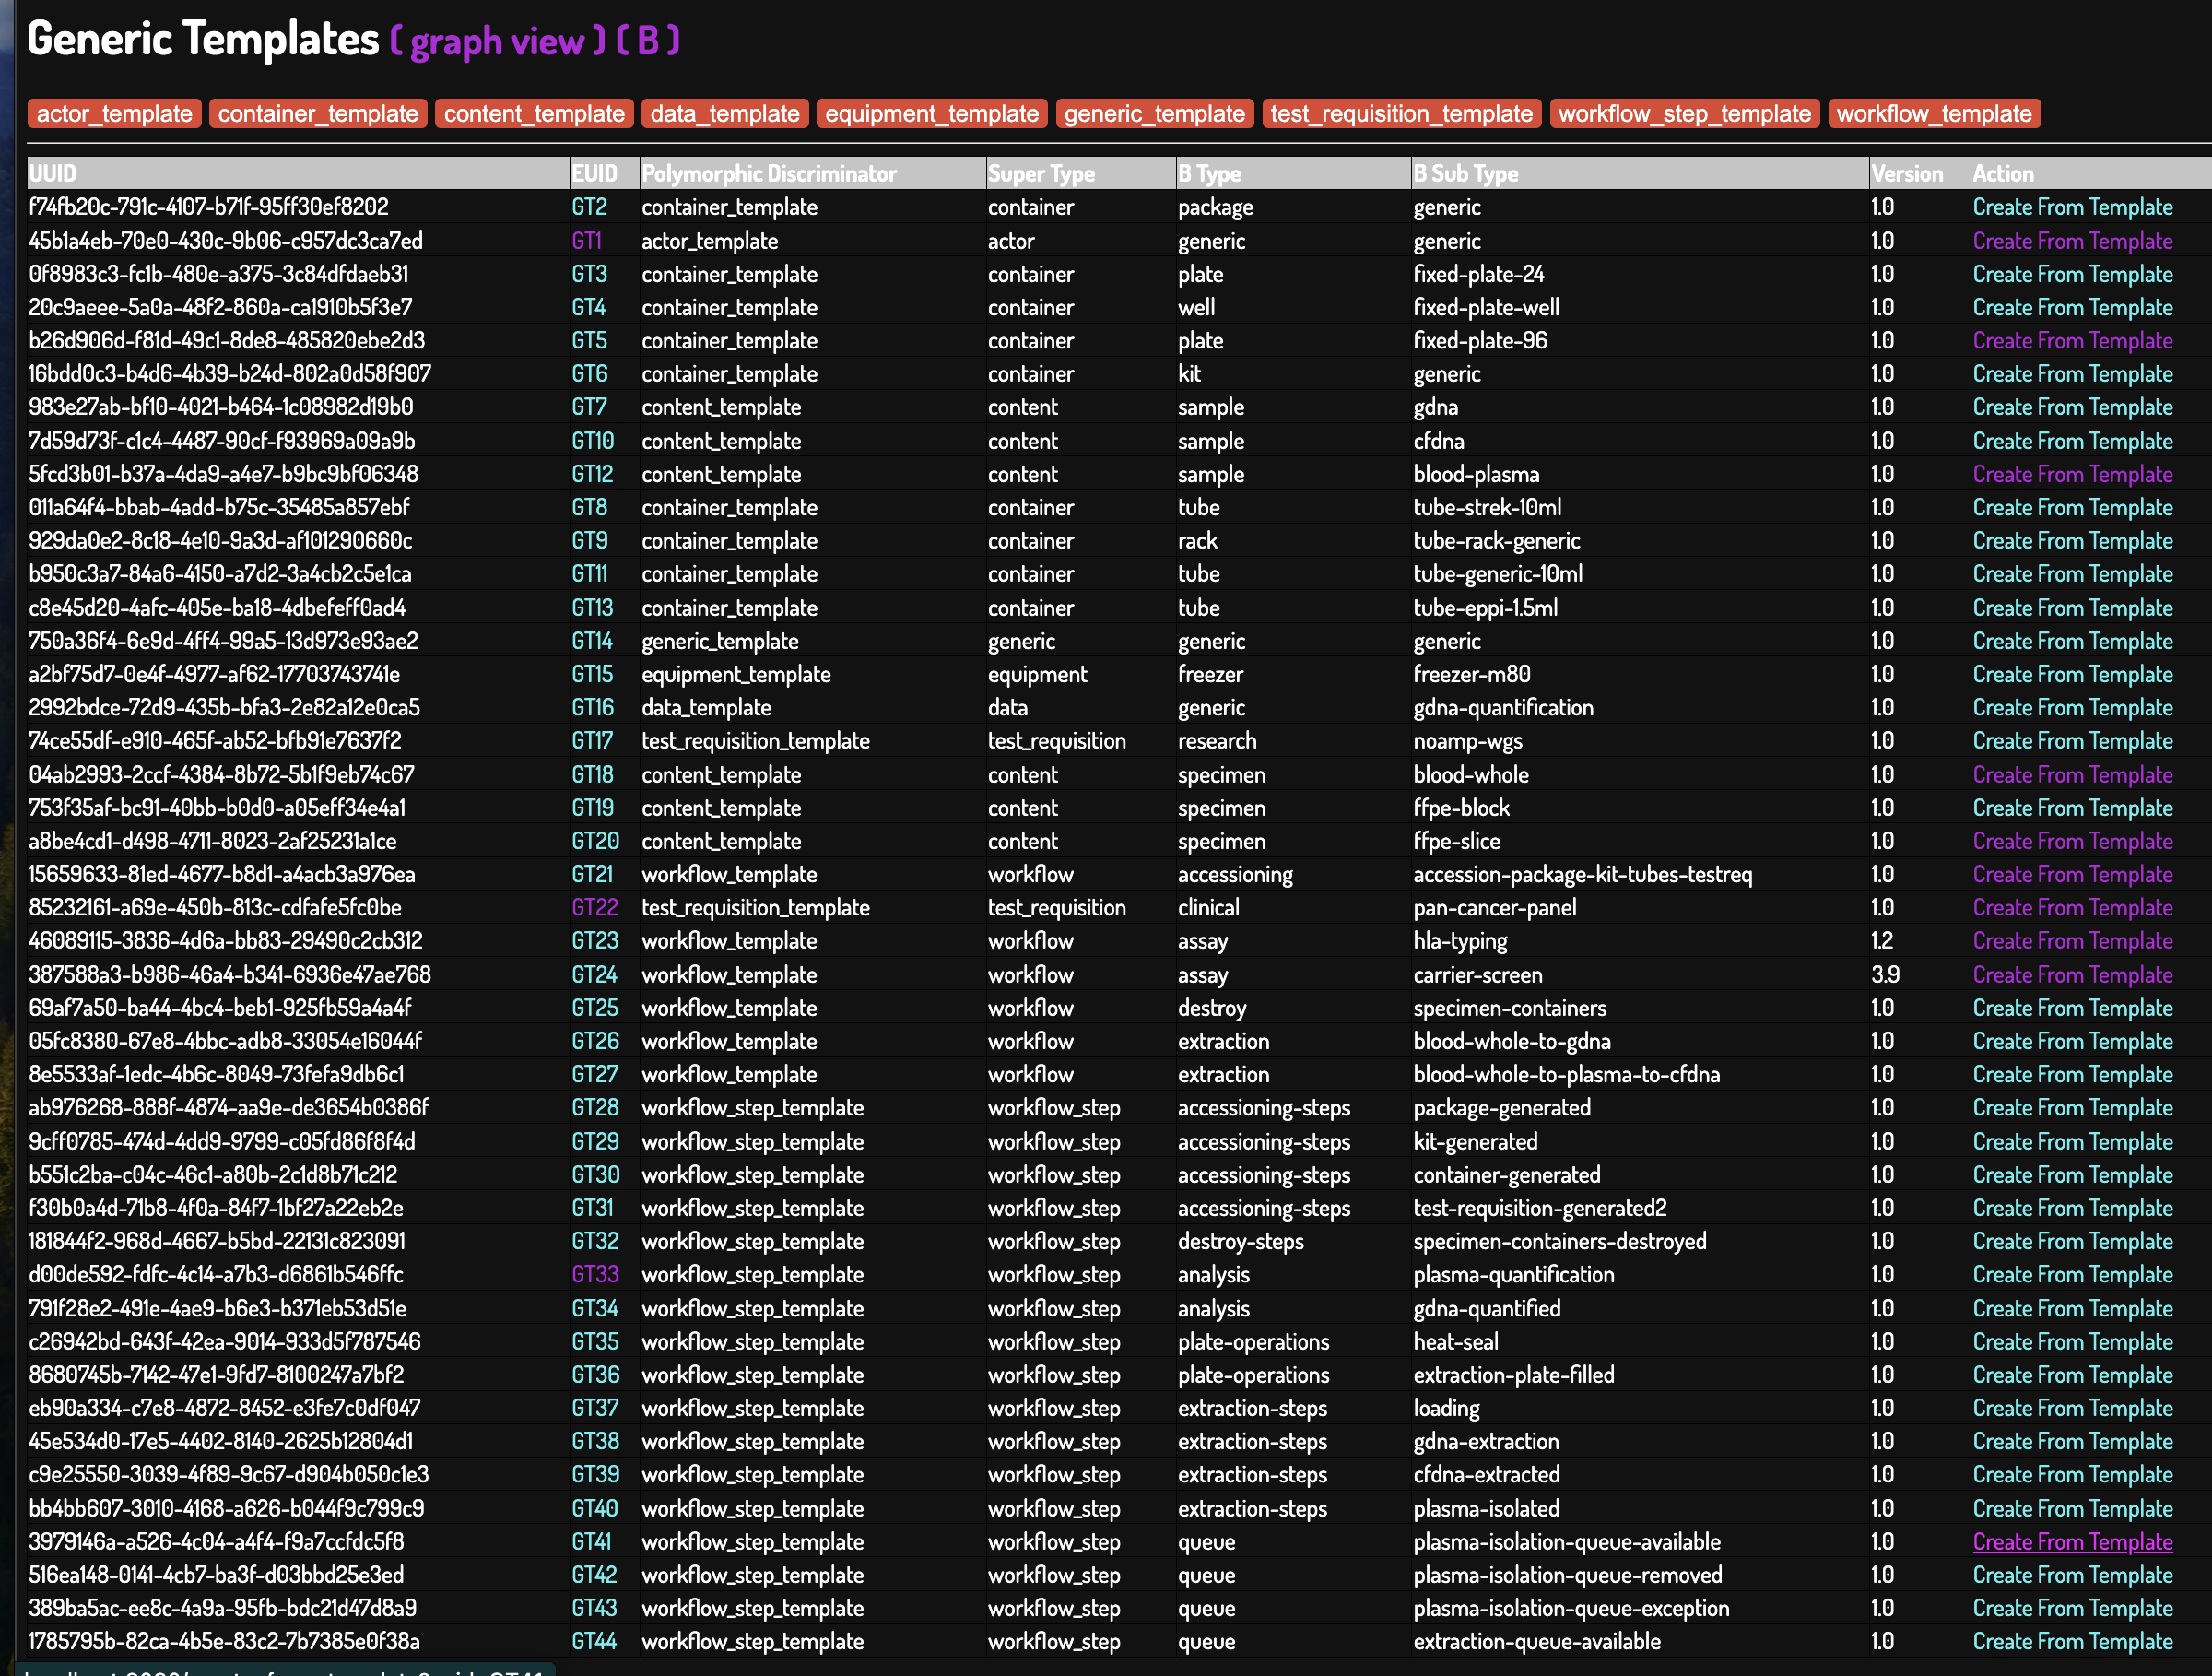 Generic Templates ( graph view ) ( B )
actor_template container_template content_template data_template equipment_template generic_template test_requisition_template workflow_step_template workflow_template
UUID EUID Polymorphic Discriminator Super Type B Type B Sub Type Version Action
f74fb20c-791c-4107-b71f-95ff30ef8202 GT2 container_template container package generic 1.0 Create From Template
45b1a4eb-70e0-430c-9b06-c957dc3ca7ed GT1 actor_template actor generic generic 1.0 Create From Template
0f8983c3-fc1b-480e-a375-3c84dfdaeb31 GT3 container_template container plate fixed-plate-24 1.0 Create From Template
20c9aeee-5a0a-48f2-860a-ca1910b5f3e7 GT4 container_template container well fixed-plate-well 1.0 Create From Template
b26d906d-f81d-49c1-8de8-485820ebe2d3 GT5 container_template container plate fixed-plate-96 1.0 Create From Template
16bdd0c3-b4d6-4b39-b24d-802a0d58f907 GT6 container_template container kit generic 1.0 Create From Template
983e27ab-bf10-4021-b464-1c08982d19b0 GT7 content_template content sample gdna 1.0 Create From Template
7d59d73f-c1c4-4487-90cf-f93969a09a9b GT10 content_template content sample cfdna 1.0 Create From Template
5fcd3b01-b37a-4da9-a4e7-b9bc9bf06348 GT12 content_template content sample blood-plasma 1.0 Create From Template
011a64f4-bbab-4add-b75c-35485a857ebf GT8 container_template container tube tube-strek-10ml 1.0 Create From Template
929da0e2-8c18-4e10-9a3d-af101290660c GT9 container_template container rack tube-rack-generic 1.0 Create From Template
b950c3a7-84a6-4150-a7d2-3a4cb2c5e1ca GT11 container_template container tube tube-generic-10ml 1.0 Create From Template
c8e45d20-4afc-405e-ba18-4dbefeff0ad4 GT13 container_template container tube tube-eppi-1.5ml 1.0 Create From Template
750a36f4-6e9d-4ff4-99a5-13d973e93ae2 GT14 generic_template generic generic generic 1.0 Create From Template
a2bf75d7-0e4f-4977-af62-17703743741e GT15 equipment_template equipment freezer freezer-m80 1.0 Create From Template
2992bdce-72d9-435b-bfa3-2e82a12e0ca5 GT16 data_template data generic gdna-quantification 1.0 Create From Template
74ce55df-e910-465f-ab52-bfb91e7637f2 GT17 test_requisition_template test_requisition research noamp-wgs 1.0 Create From Template
04ab2993-2ccf-4384-8b72-5b1f9eb74c67 GT18 content_template content specimen blood-whole 1.0 Create From Template
753f35af-bc91-40bb-b0d0-a05eff34e4a1 GT19 content_template content specimen ffpe-block 1.0 Create From Template
a8be4cd1-d498-4711-8023-2af25231a1ce GT20 content_template content specimen ffpe-slice 1.0 Create From Template
15659633-81ed-4677-b8d1-a4acb3a976ea GT21 workflow_template workflow accessioning accession-package-kit-tubes-testreq 1.0 Create From Template
85232161-a69e-450b-813c-cdfafe5fc0be GT22 test_requisition_template test_requisition clinical pan-cancer-panel 1.0 Create From Template
46089115-3836-4d6a-bb83-29490c2cb312 GT23 workflow_template workflow assay hla-typing 1.2 Create From Template
387588a3-b986-46a4-b341-6936e47ae768 GT24 workflow_template workflow assay carrier-screen 3.9 Create From Template
69af7a50-ba44-4bc4-beb1-925fb59a4a4f GT25 workflow_template workflow destroy specimen-containers 1.0 Create From Template
05fc8380-67e8-4bbc-adb8-33054e16044f GT26 workflow_template workflow extraction blood-whole-to-gdna 1.0 Create From Template
8e5533af-1edc-4b6c-8049-73fefa9db6c1 GT27 workflow_template workflow extraction blood-whole-to-plasma-to-cfdna 1.0 Create From Template
ab976268-888f-4874-aa9e-de3654b0386f GT28 workflow_step_template workflow_step accessioning-steps package-generated 1.0 Create From Template
9cff0785-474d-4dd9-9799-c05fd86f8f4d GT29 workflow_step_template workflow_step accessioning-steps kit-generated 1.0 Create From Template
b551c2ba-c04c-46c1-a80b-2c1d8b71c212 GT30 workflow_step_template workflow_step accessioning-steps container-generated 1.0 Create From Template
f30b0a4d-71b8-4f0a-84f7-1bf27a22eb2e GT31 workflow_step_template workflow_step accessioning-steps test-requisition-generated2 1.0 Create From Template
181844f2-968d-4667-b5bd-22131c823091 GT32 workflow_step_template workflow_step destroy-steps specimen-containers-destroyed 1.0 Create From Template
d00de592-fdfc-4c14-a7b3-d6861b546ffc GT33 workflow_step_template workflow_step analysis plasma-quantification 1.0 Create From Template
791f28e2-491e-4ae9-b6e3-b371eb53d51e GT34 workflow_step_template workflow_step analysis gdna-quantified 1.0 Create From Template
c26942bd-643f-42ea-9014-933d5f787546 GT35 workflow_step_template workflow_step plate-operations heat-seal 1.0 Create From Template
8680745b-7142-47e1-9fd7-8100247a7bf2 GT36 workflow_step_template workflow_step plate-operations extraction-plate-filled 1.0 Create From Template
eb90a334-c7e8-4872-8452-e3fe7c0df047 GT37 workflow_step_template workflow_step extraction-steps loading 1.0 Create From Template
45e534d0-17e5-4402-8140-2625b12804d1 GT38 workflow_step_template workflow_step extraction-steps gdna-extraction 1.0 Create From Template
c9e25550-3039-4f89-9c67-d904b050c1e3 GT39 workflow_step_template workflow_step extraction-steps cfdna-extracted 1.0 Create From Template
bb4bb607-3010-4168-a626-b044f9c799c9 GT40 workflow_step_template workflow_step extraction-steps plasma-isolated 1.0 Create From Template
3979146a-a526-4c04-a4f4-f9a7ccfdc5f8 GT41 workflow_step_template workflow_step queue plasma-isolation-queue-available 1.0 Create From Template
516ea148-0141-4cb7-ba3f-d03bbd25e3ed GT42 workflow_step_template workflow_step queue plasma-isolation-queue-removed 1.0 Create From Template
389ba5ac-ee8c-4a9a-95fb-bdc21d47d8a9 GT43 workflow_step_template workflow_step queue plasma-isolation-queue-exception 1.0 Create From Template
1785795b-82ca-4b5e-83c2-7b7385e0f38a GT44 workflow_step_template workflow_step queue extraction-queue-available 1.0 Create From Template